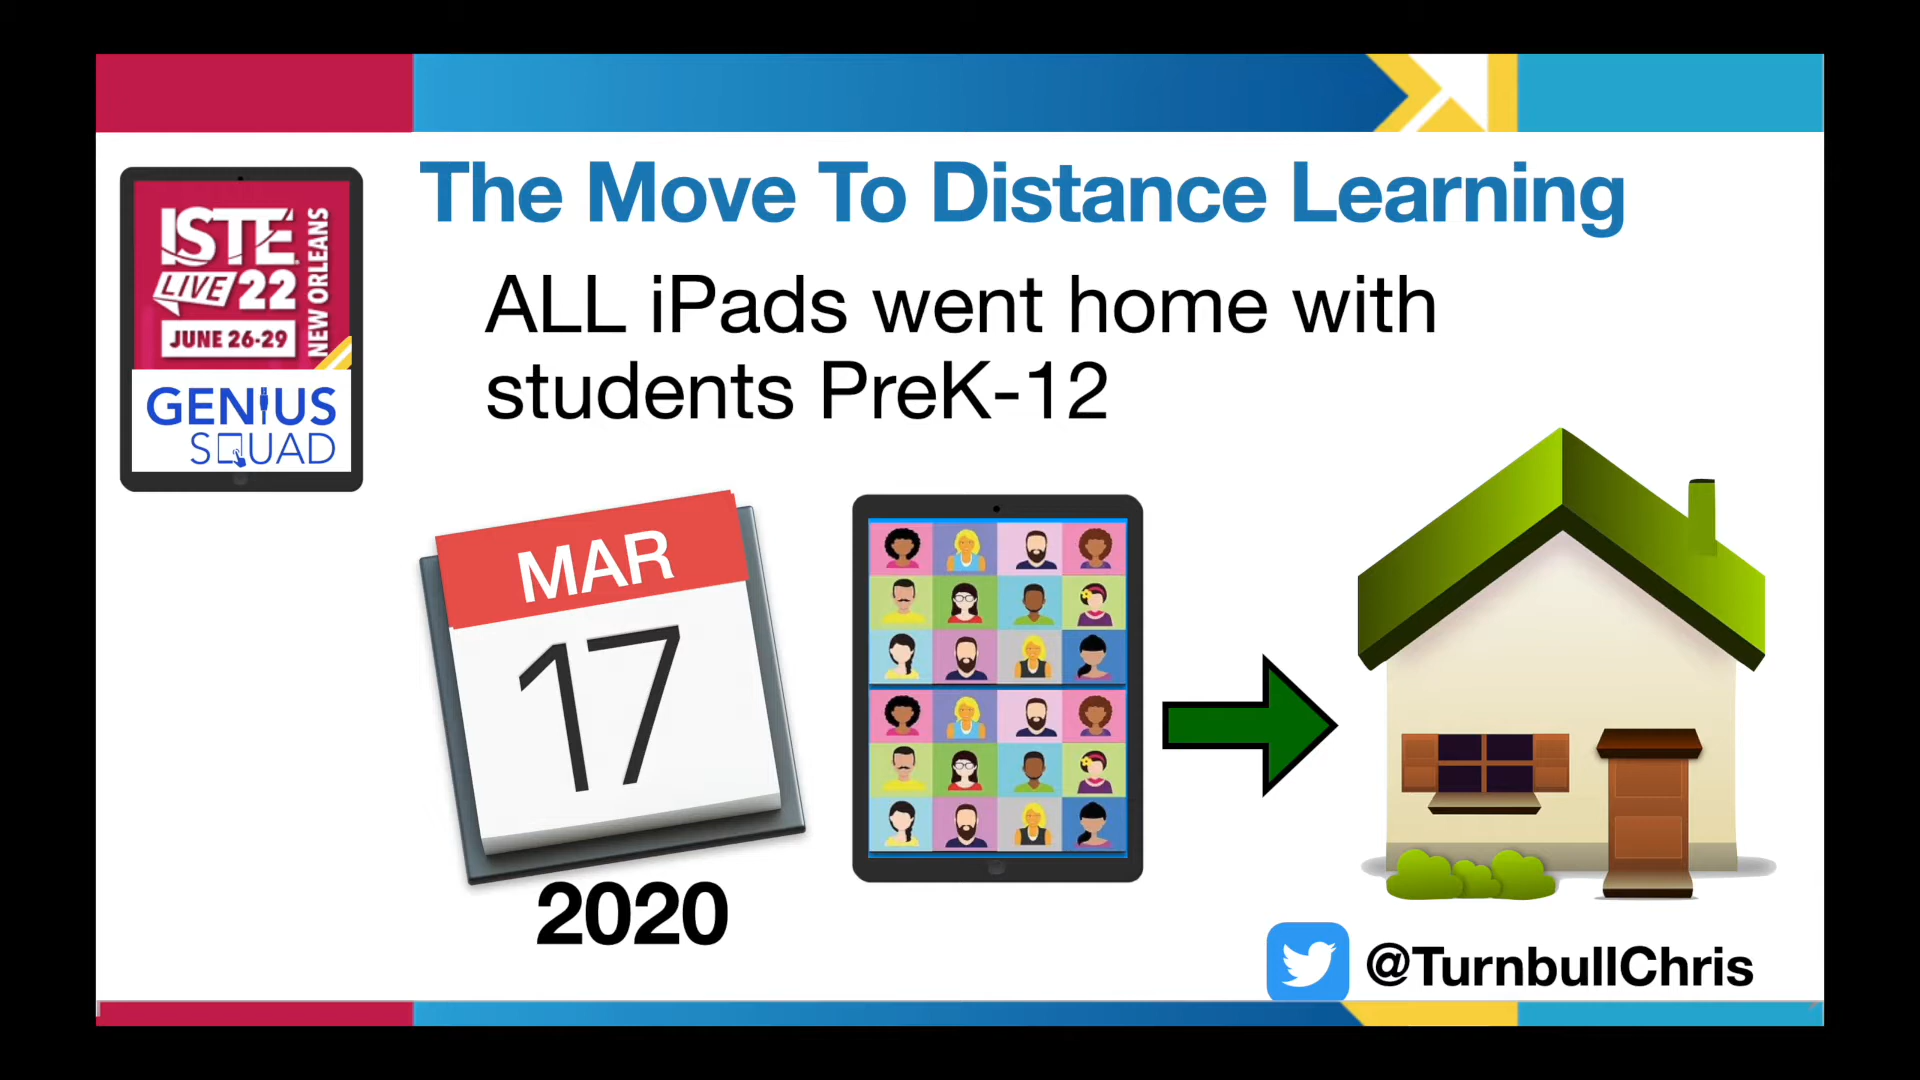 The Move To Distance Learning
ISTE
LIVE 22
NEW ORLEANS
JUNE 26-29
GENIUS
SQUAD
ALL iPads went home with
students PreK-12
MAR
17
2020
@TurnbullChris